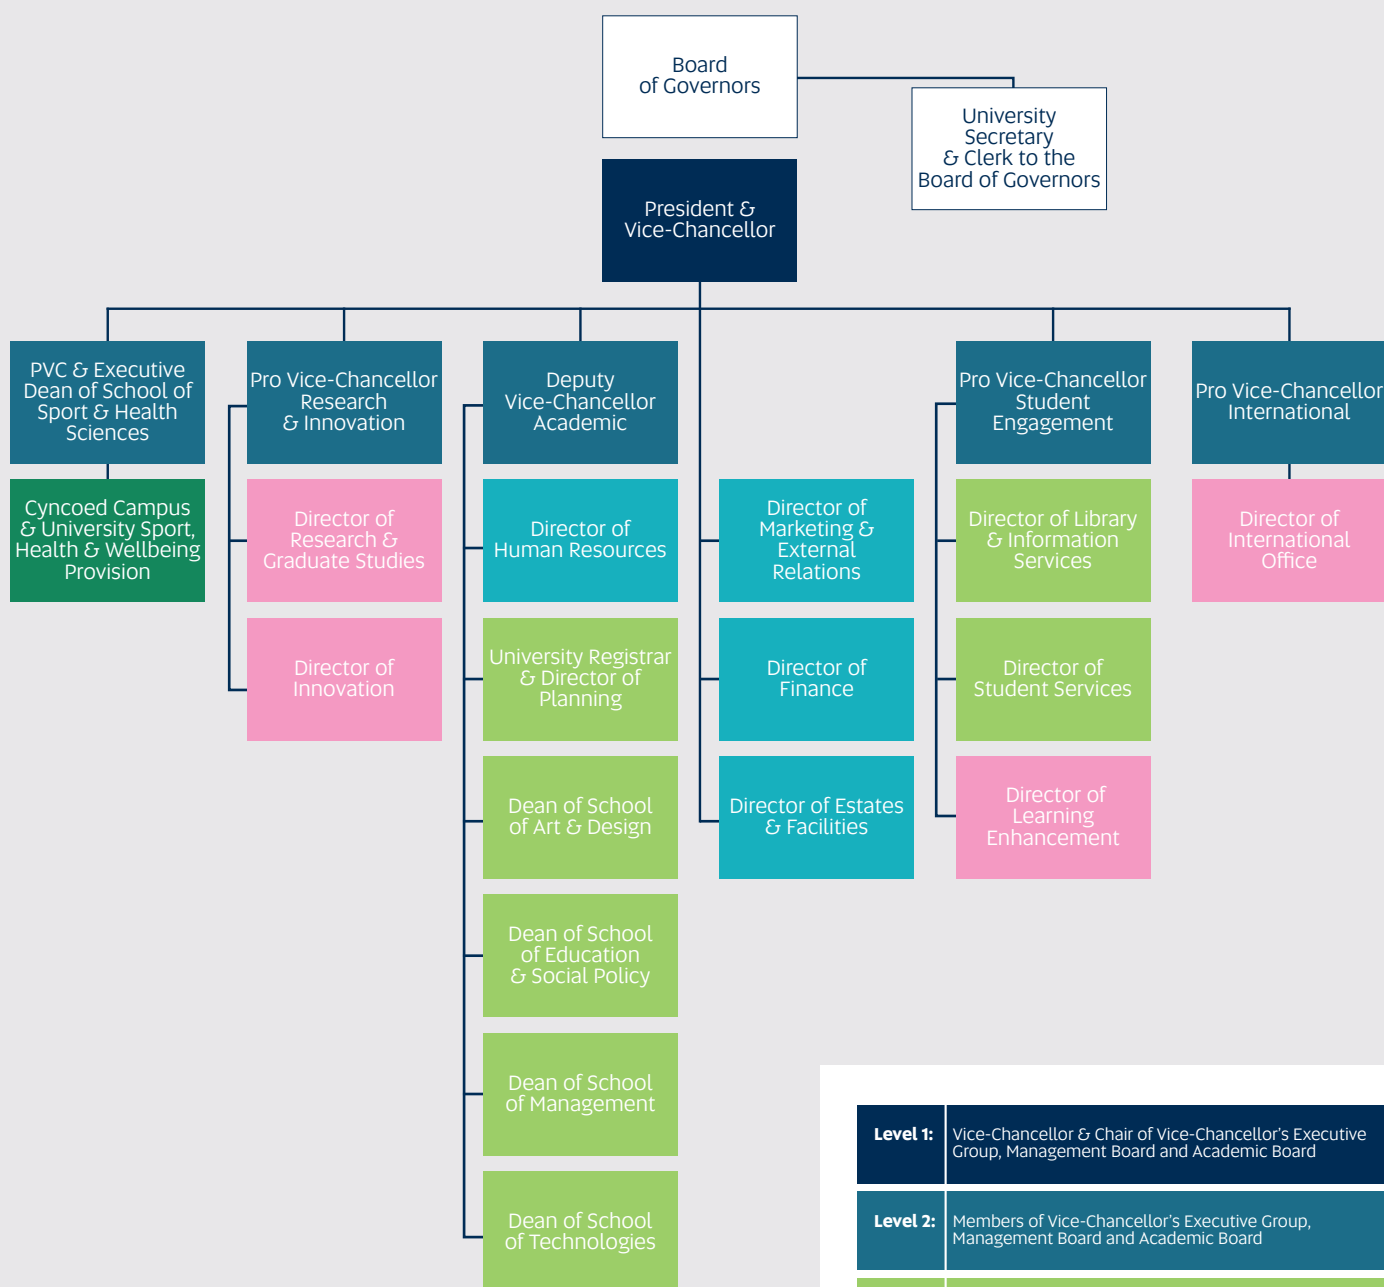 Board
of Governors
University
Secretary
& Clerk to the
Board of Governors
President &
Vice-Chancellor
PVC & Executive
Dean of School of
Sport & Health
Sciences
Pro Vice-Chancellor
Research
& Innovation
Deputy
Vice-Chancellor
Academic
Pro Vice-Chancellor
Student
Engagement
Pro Vice-Chancellor
International
Cyncoed Campus
& University Sport,
Health & Wellbeing
Provision
Director of
Research &
Graduate Studies
Director of
Human Resources
Director of
Marketing &
External
Relations
Director of Library
& Information
Services
Director of
International
Office
Director of
Innovation
University Registrar
& Director of
Planning
Director of
Finance
Director of
Student Services
Dean of School
of Art & Design
Director of Estates
& Facilities
Director of
Learning
Enhancement
Dean of School
of Education
& Social Policy
Dean of School
of Management
Dean of School
of Technologies
Level 1: Vice-Chancellor & Chair of Vice-Chancellor's Executive
Group, Management Board and Academic Board
Level 2: Members of Vice-Chancellor's Executive Group,
Management Board and Academic Board